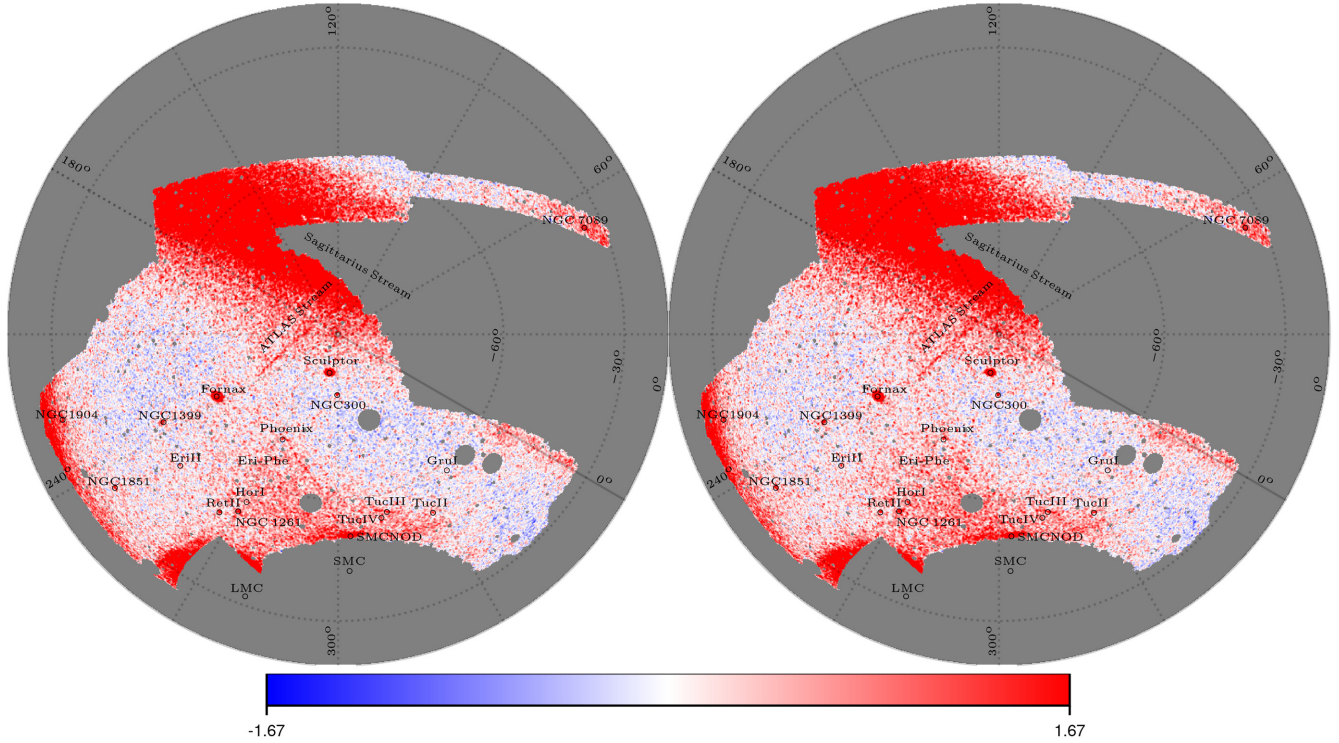 120°
180°
60°
NGC 7089
Sagittarius Stream
ATLAS Stream
−60°
−30°
0°
Sculptor
Fornax
NGC300
NGC1904
NGC1399
Phoenix
EriII
Eri-Phe
GruI
240°
NGC1851
0°
HorI
RetII
TucIII
TucII
NGC 1261
TucIV
SMCNOD
SMC
LMC
300°
120°
180°
60°
NGC 7089
Sagittarius Stream
ATLAS Stream
−60°
−30°
0°
Sculptor
Fornax
NGC300
NGC1904
NGC1399
Phoenix
EriII
Eri-Phe
GruI
240°
NGC1851
0°
HorI
RetII
TucIII
TucII
NGC 1261
TucIV
SMCNOD
SMC
LMC
300°
-1.67
1.67